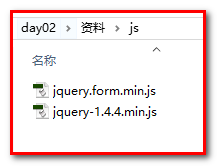 day02 > 资料 > js
名称
jquery.form.min.js
jquery-1.4.4.min.js